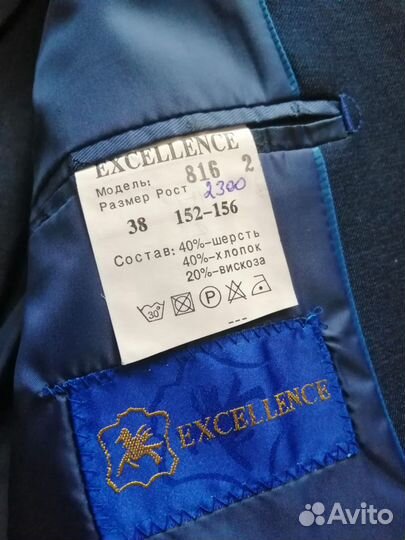 EXCELLENCE
Модель: 816 2
Размер Рост 2300
38 152-156
Состав: 40%-шерсть
40%-хлопок
20%-вискоза
30°
P
---
EXCELLENCE
Avito